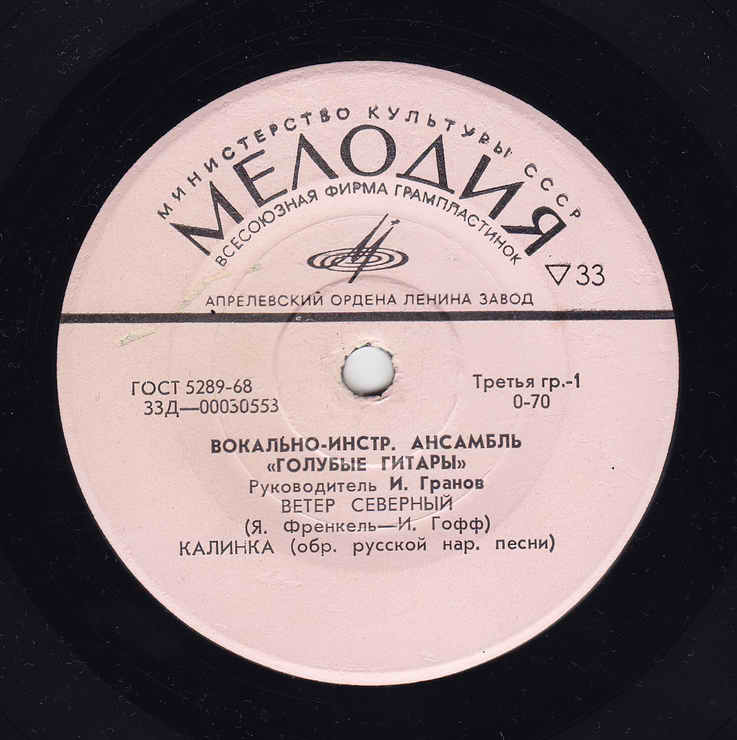 МИНИСТЕРСТВО КУЛЬТУРЫ СССР
МЕЛОДИЯ
ВСЕСОЮЗНАЯ ФИРМА ГРАМПЛАСТИНОК
▽33
АПРЕЛЕВСКИЙ ОРДЕНА ЛЕНИНА ЗАВОД
ГОСТ 5289-68
Третья гр.-1
33Д—00030553
0-70
ВОКАЛЬНО-ИНСТР. АНСАМБЛЬ
«ГОЛУБЫЕ ГИТАРЫ»
Руководитель И. Гранов
ВЕТЕР СЕВЕРНЫЙ
(Я. Френкель—И. Гофф)
КАЛИНКА (обр. русской нар. песни)